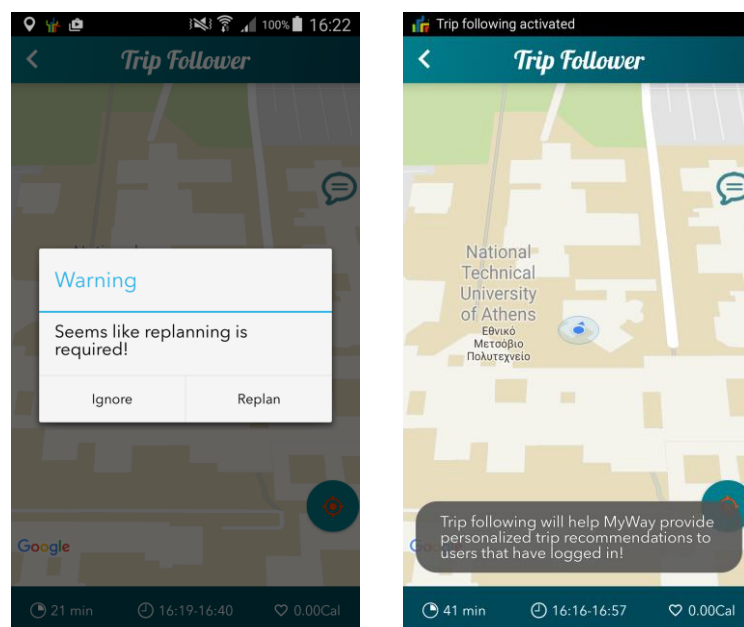 100% 16:22
Trip Follower
Warning
Seems like replanning is
required!
Ignore Replan
Google
21 min 16:19-16:40 0.00Cal
Trip following activated
Trip Follower
National
Technical
University
of Athens
Εθνικό
Μετσόβιο
Πολυτεχνείο
Trip following will help MyWay provide
personalized trip recommendations to
users that have logged in!
41 min 16:16-16:57 0.00Cal